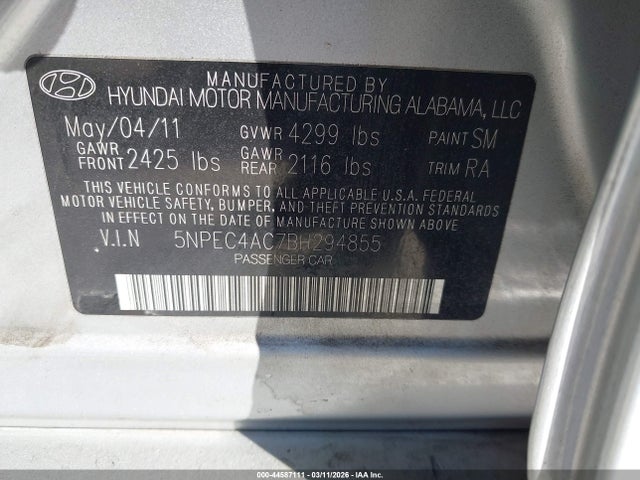 MANUFACTURED BY
HYUNDAI MOTOR MANUFACTURING ALABAMA, LLC
May/04/11 GVWR 4299 lbs PAINT SM
GAWR FRONT 2425 lbs GAWR REAR 2116 lbs TRIM RA
THIS VEHICLE CONFORMS TO ALL APPLICABLE U.S.A. FEDERAL
MOTOR VEHICLE SAFETY, BUMPER, AND THEFT PREVENTION
STANDARDS IN EFFECT ON THE DATE OF MANUFACTURE SHOWN ABOVE.
V.I.N 5NPEC4AC7BH294855
PASSENGER CAR
000-44587111 - 03/11/2026 - IAA Inc.